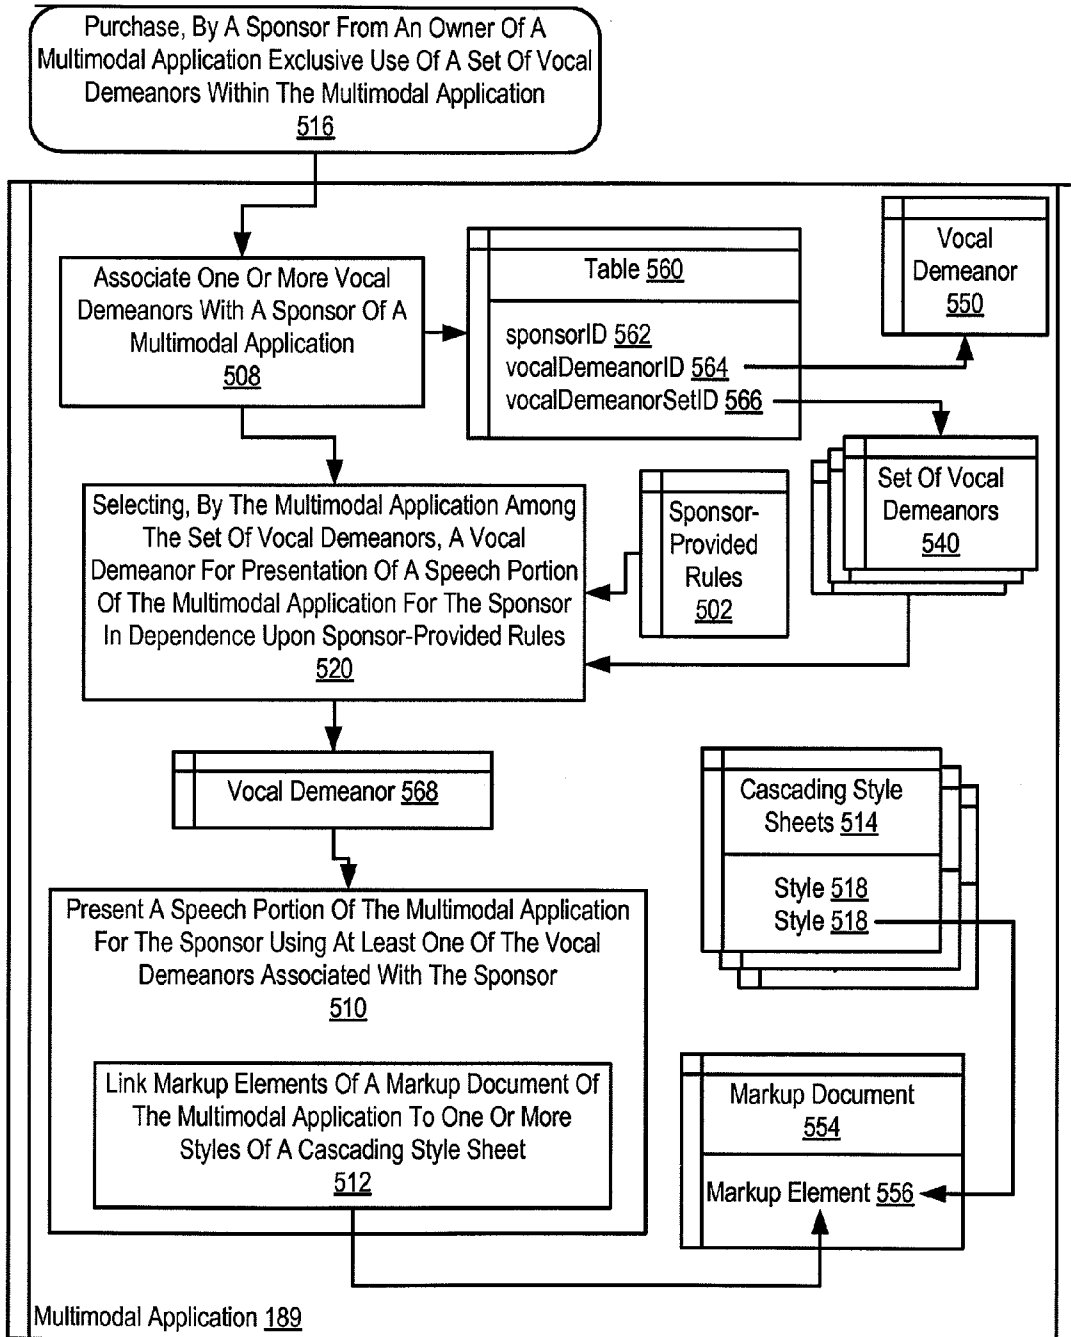 Purchase, By A Sponsor From An Owner Of A
Multimodal Application Exclusive Use Of A Set Of Vocal
Demeanors Within The Multimodal Application
516
Associate One Or More Vocal
Demeanors With A Sponsor Of A
Multimodal Application
508
Table 560
sponsorID 562
vocalDemeanorID 564
vocalDemeanorSetID 566
Vocal
Demeanor
550
Set Of Vocal
Demeanors
540
Sponsor-
Provided
Rules
502
Selecting, By The Multimodal Application Among
The Set Of Vocal Demeanors, A Vocal
Demeanor For Presentation Of A Speech Portion
Of The Multimodal Application For The Sponsor
In Dependence Upon Sponsor-Provided Rules
520
Vocal Demeanor 568
Cascading Style
Sheets 514
Style 518
Style 518
Present A Speech Portion Of The Multimodal Application
For The Sponsor Using At Least One Of The Vocal
Demeanors Associated With The Sponsor
510
Link Markup Elements Of A Markup Document Of
The Multimodal Application To One Or More
Styles Of A Cascading Style Sheet
512
Markup Document
554
Markup Element 556
Multimodal Application 189